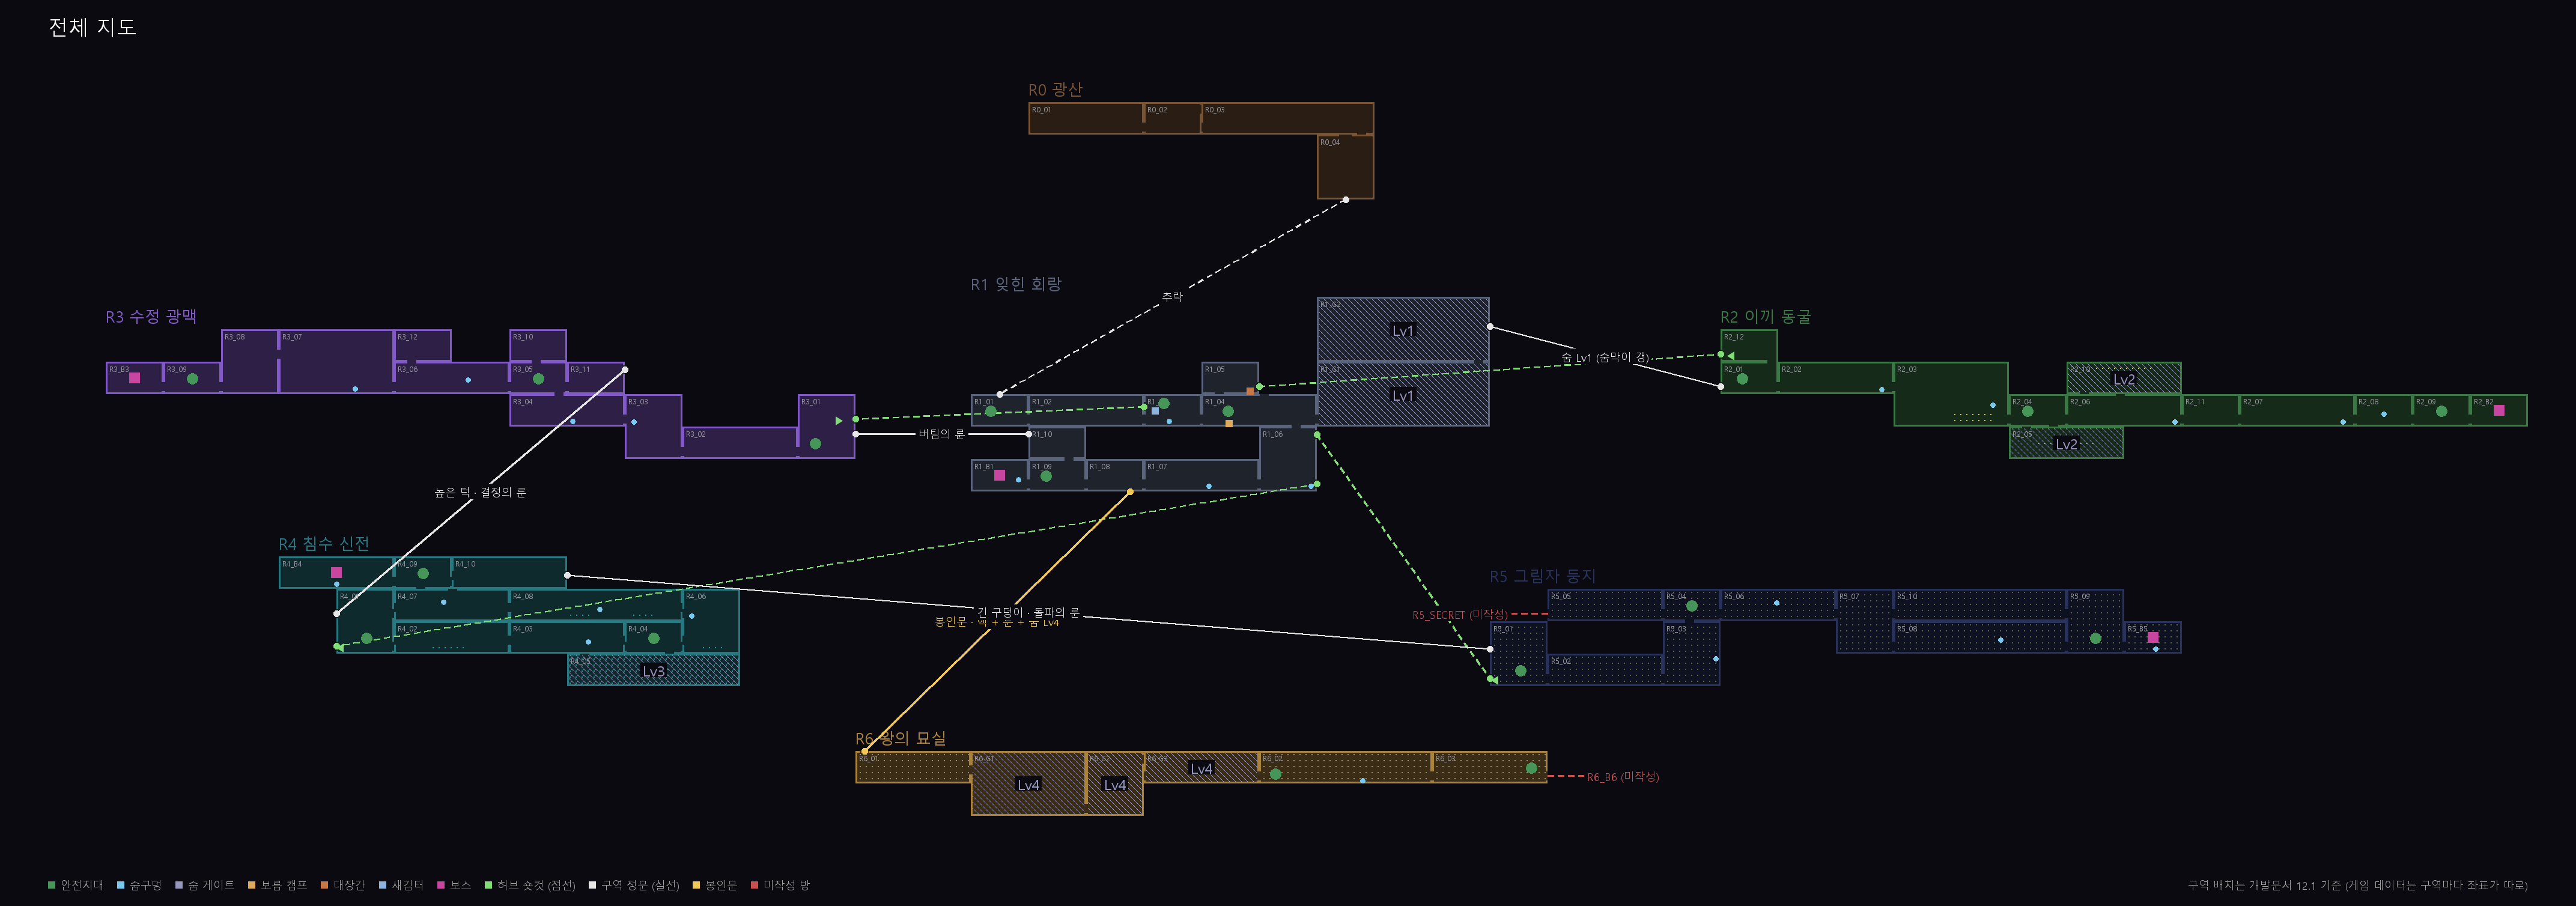 전체 지도
R0 광산
R0_01
R0_02
R0_03
R0_04
추락
R1 잊힌 회랑
R1_G2
Lv1
R1_G1
Lv1
R1_05
R1_01
R1_02
R1_04
R1_10
R1_06
R1_B1
R1_09
R1_08
R1_07
R3 수정 광맥
R3_08
R3_07
R3_12
R3_10
R3_B3
R3_09
R3_06
R3_05
R3_11
R3_04
R3_03
R3_01
R3_02
버팀의 룬
숨 Lv1 (숨막이 갱)
R2 이끼 동굴
R2_12
R2_01
R2_02
R2_03
R2_10
Lv2
R2_04
R2_06
R2_11
R2_07
R2_08
R2_09
R2_B2
R2_05
Lv2
높은 턱 · 결정의 룬
R4 침수 신전
R4_B4
R4_09
R4_10
R4_07
R4_08
R4_06
R4_02
R4_03
R4_04
Lv3
긴 구덩이 · 돌파의 룬
R5 그림자 둥지
R5_SECRET (미작성)
R5_05
R5_04
R5_06
R5_07
R5_10
R5_09
R5_01
R5_03
R5_08
R5_B5
R5_02
R6 왕의 묘실
R6_01
R6_G1
Lv4
R6_G2
Lv4
R6_G3
Lv4
R6_02
R6_03
R6_B6 (미작성)
안전지대
숨구멍
숨 게이트
보름 캠프
대장간
새김터
보스
허브 숏컷 (점선)
구역 정문 (실선)
봉인문
미작성 방
구역 배치는 개발문서 12.1 기준 (게임 데이터는 구역마다 좌표가 따로)